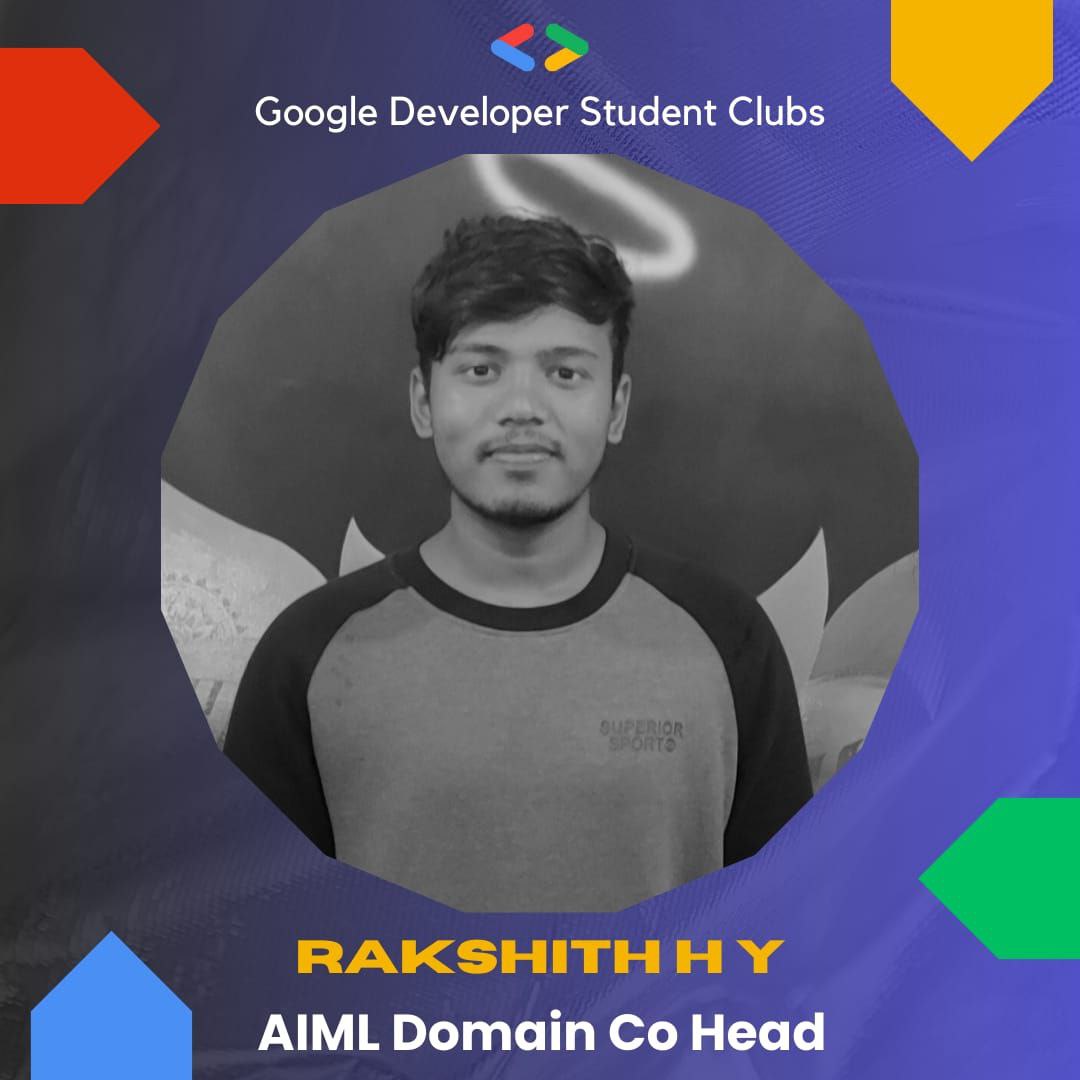 Google Developer Student Clubs
SUPERIOR
SPORTS
RAKSHITH H Y
AIML Domain Co Head